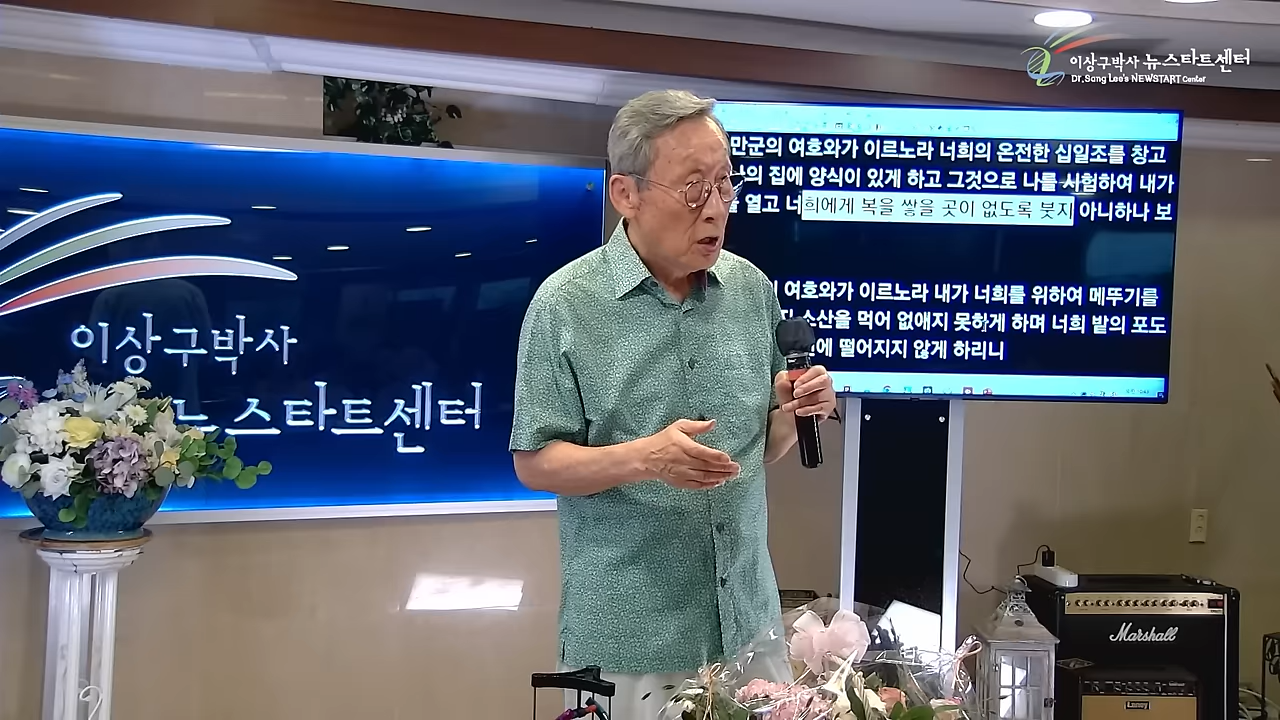 이상구박사 뉴스타트센터
Dr. Sang Lee's NEWSTART Center
만군의 여호와가 이르노라 너희의 온전한 십일조를 창고
집에 양식이 있게 하고 그것으로 나를 시험하여 내가
열고 너희에게 복을 쌓을 곳이 없도록 붓지 아니하나 보
여호와가 이르노라 내가 너희를 위하여 메뚜기를
소산을 먹어 없애지 못하게 하며 너희 밭의 포도
떨어지지 않게 하리니
이상구박사
뉴스타트센터
Marshall
Laney